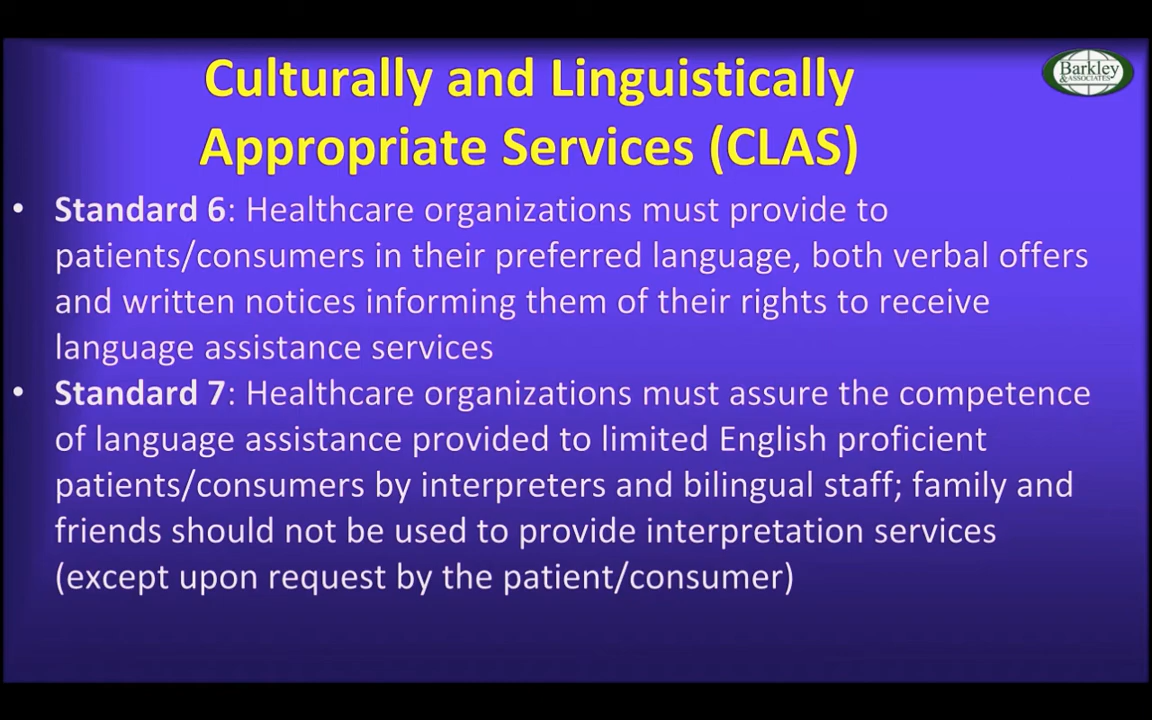 Culturally and Linguistically
Appropriate Services (CLAS)
Barkley
& ASSOCIATES
• Standard 6: Healthcare organizations must provide to
patients/consumers in their preferred language, both verbal offers
and written notices informing them of their rights to receive
language assistance services
• Standard 7: Healthcare organizations must assure the competence
of language assistance provided to limited English proficient
patients/consumers by interpreters and bilingual staff; family and
friends should not be used to provide interpretation services
(except upon request by the patient/consumer)